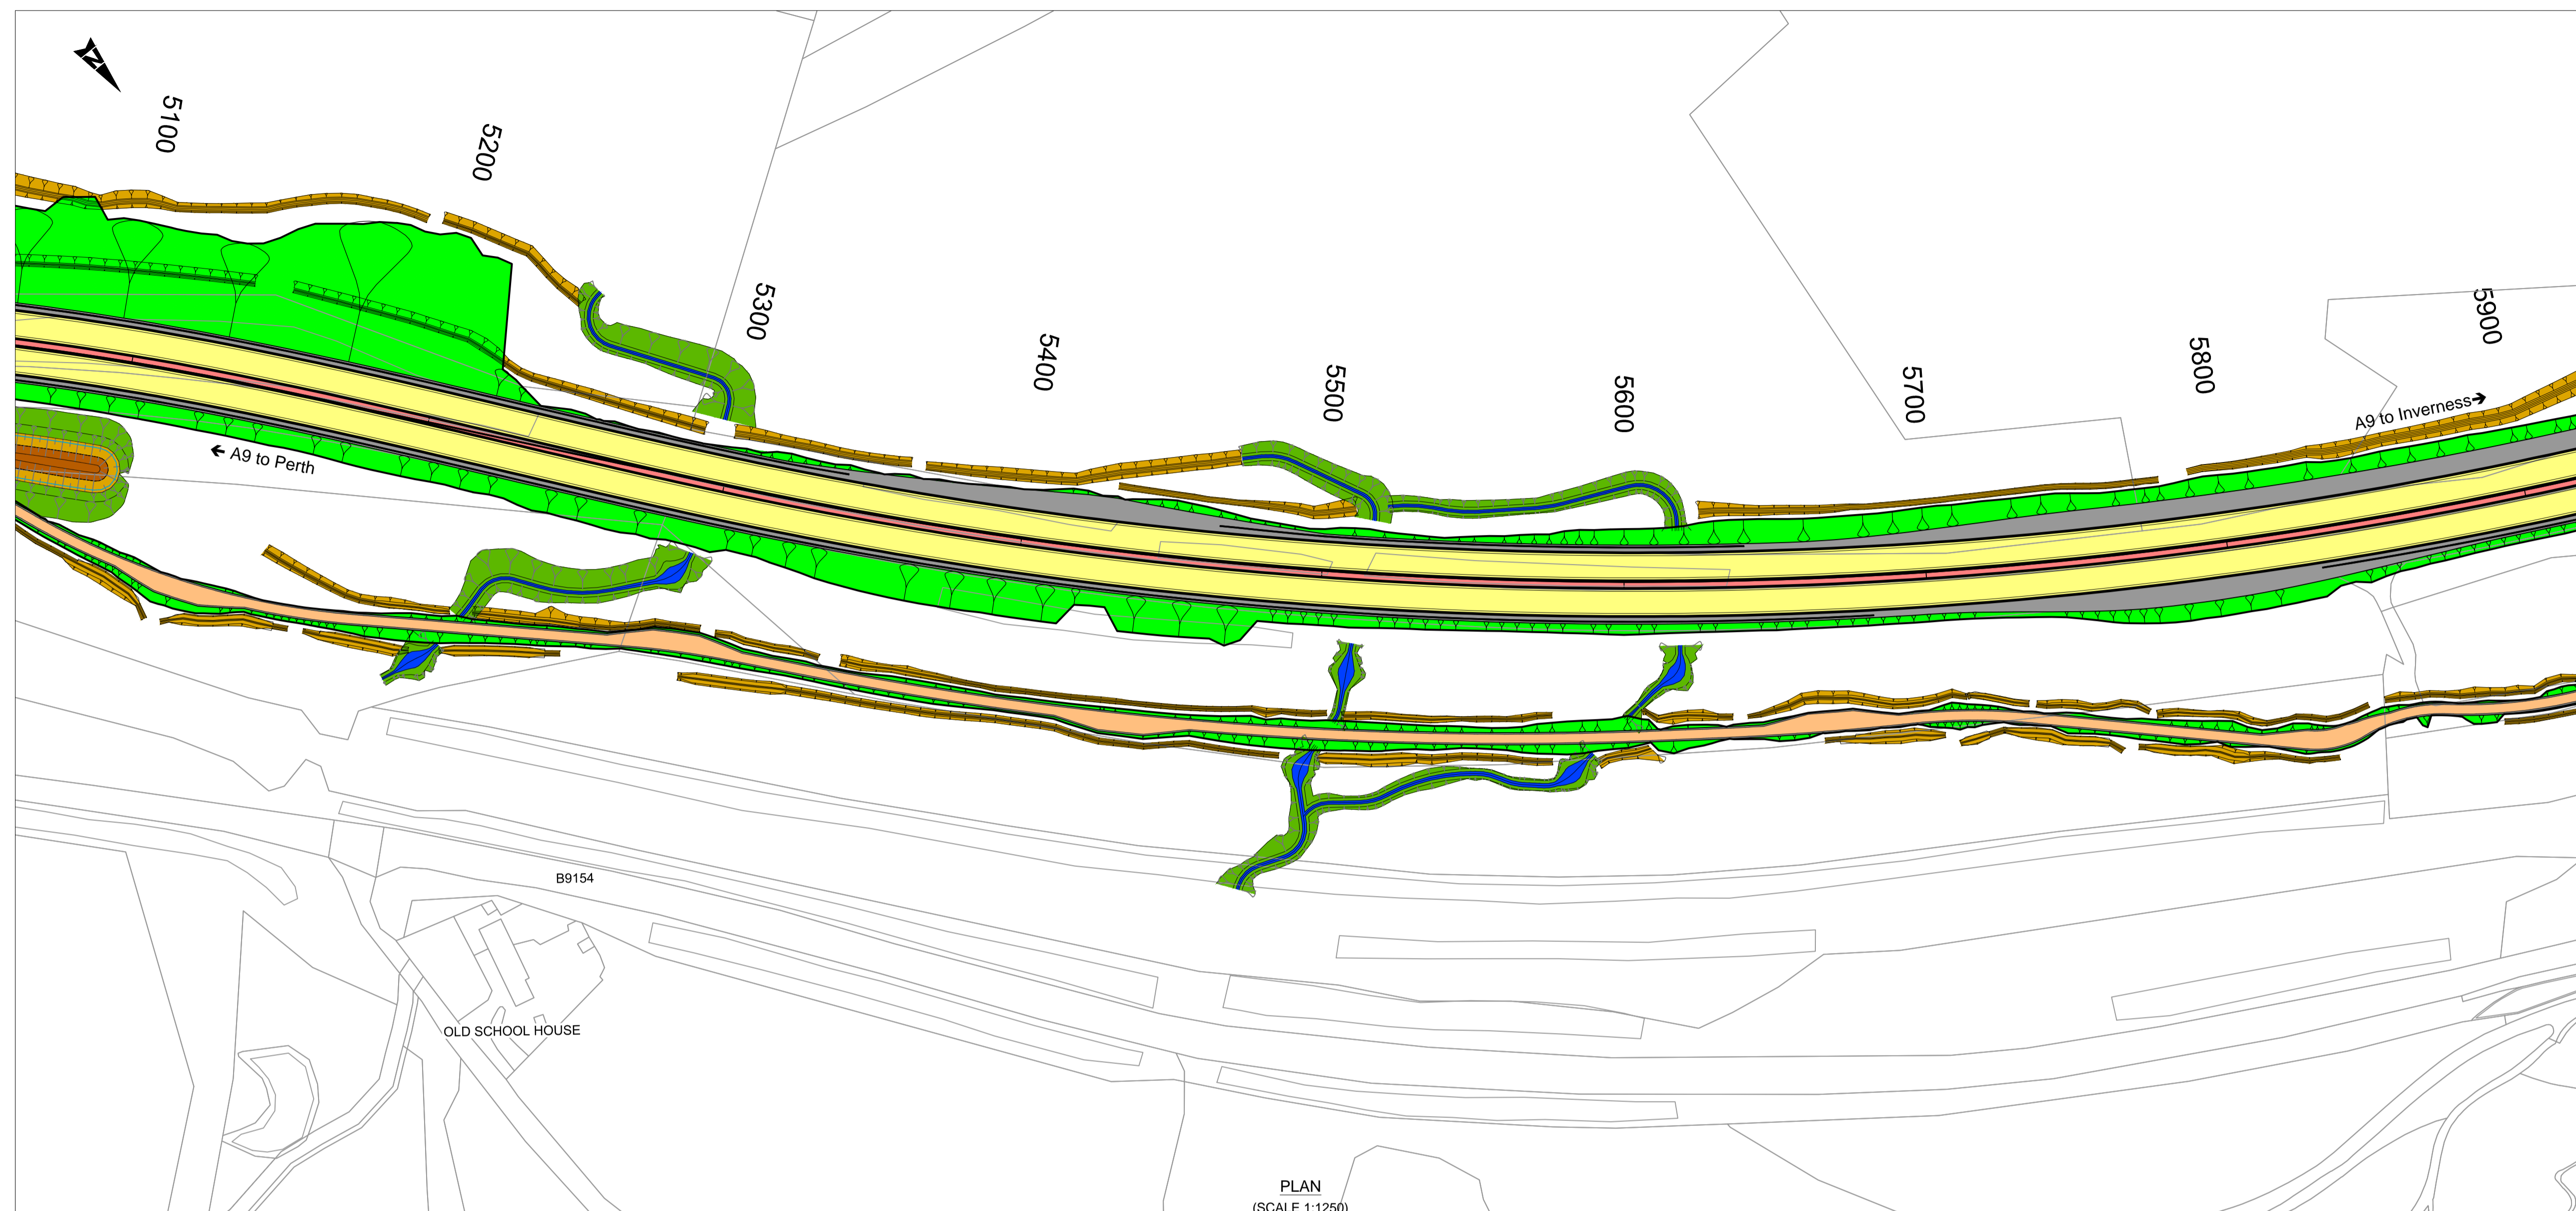 N
5100
5200
5300
5400
5500
5600
5700
5800
5900
A9 to Inverness
A9 to Perth
B9154
OLD SCHOOL HOUSE
PLAN
(SCALE 1:1250)